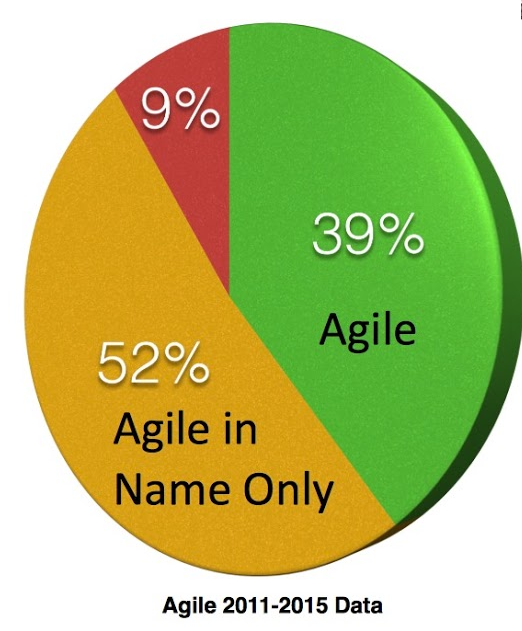 9%
39%
Agile
52%
Agile in
Name Only
Agile 2011-2015 Data